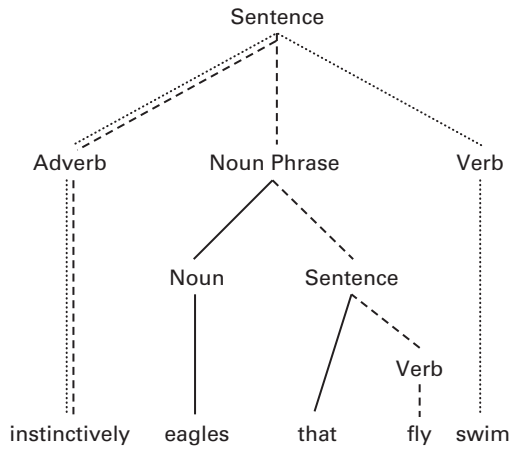 Sentence
Adverb Noun Phrase Verb
Noun Sentence
Verb
instinctively eagles that fly swim